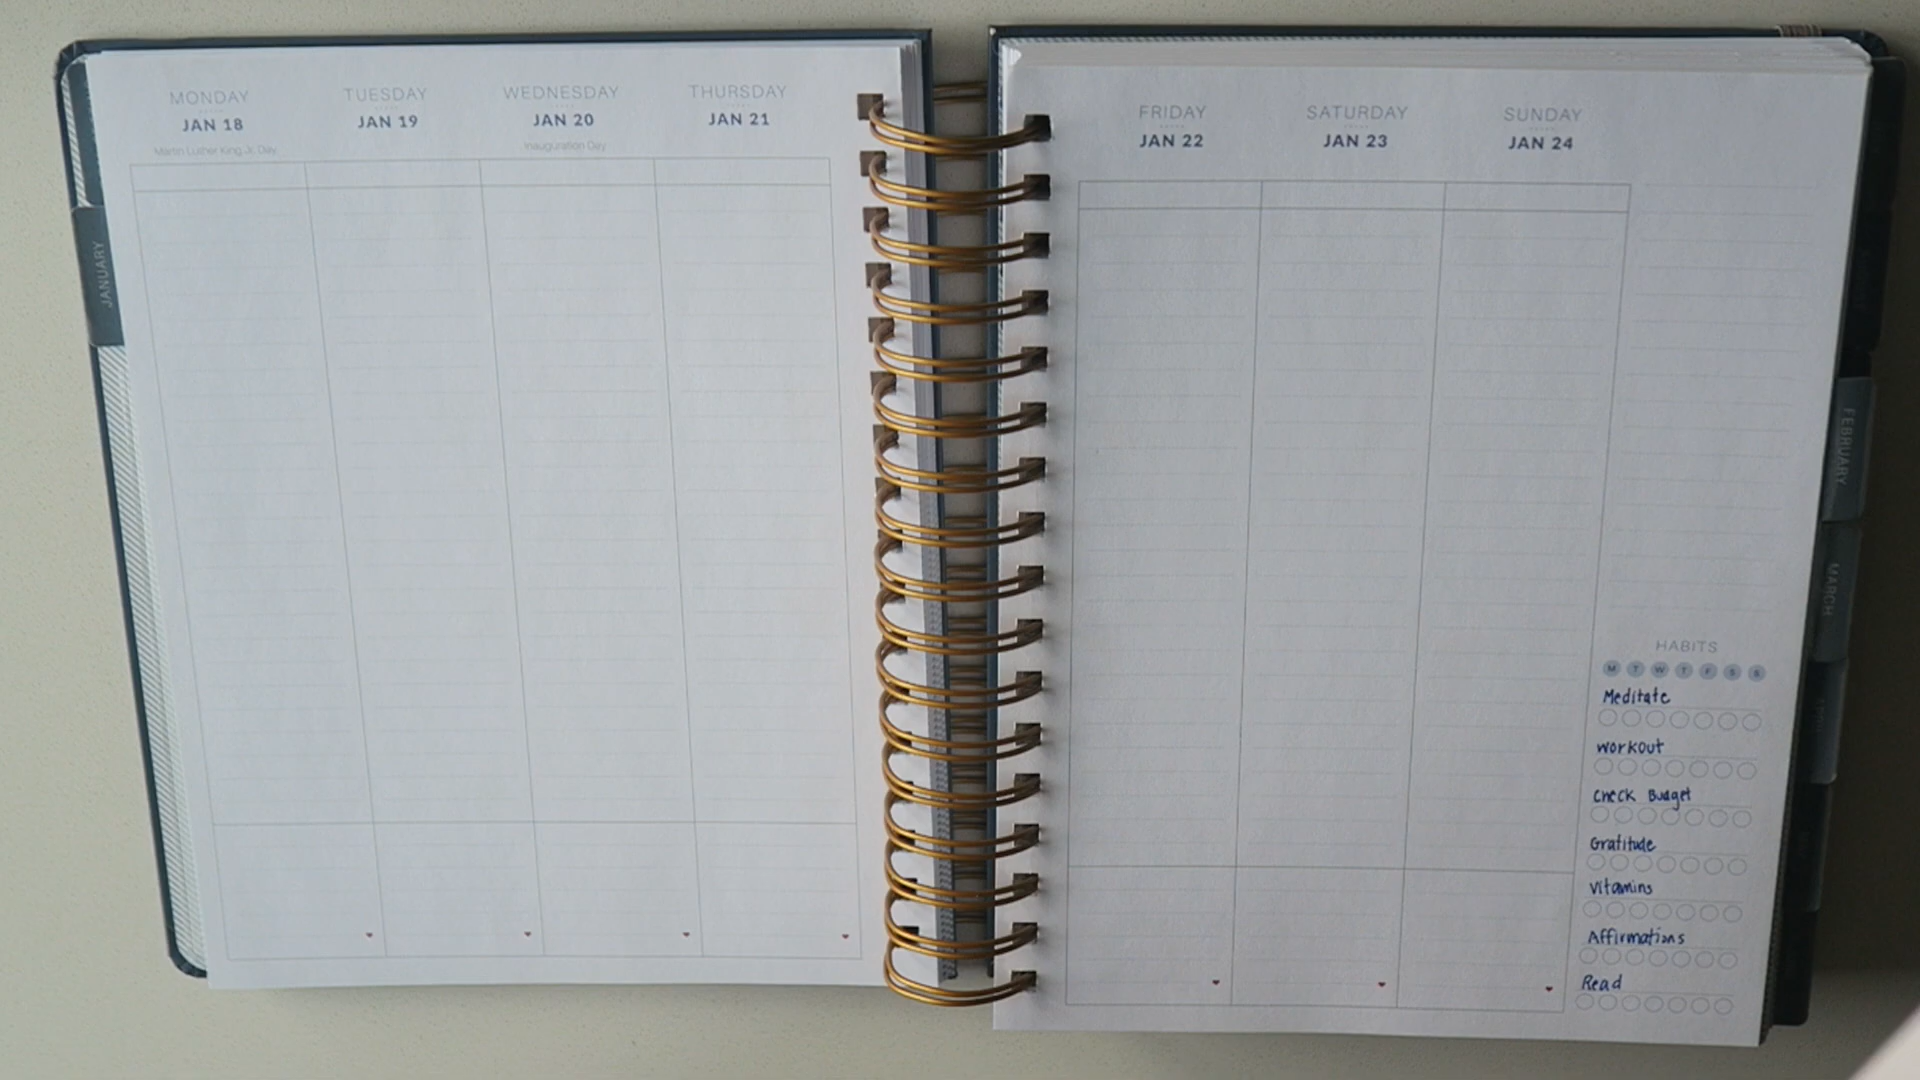 MONDAY TUESDAY WEDNESDAY THURSDAY
JAN 18 JAN 19 JAN 20 JAN 21
Martin Luther King Jr. Day Inauguration Day
JANUARY
FRIDAY SATURDAY SUNDAY
JAN 22 JAN 23 JAN 24
HABITS
M T W T F S S
Meditate
workout
Check Budget
Gratitude
Vitamins
Affirmations
Read
FEBRUARY
MARCH